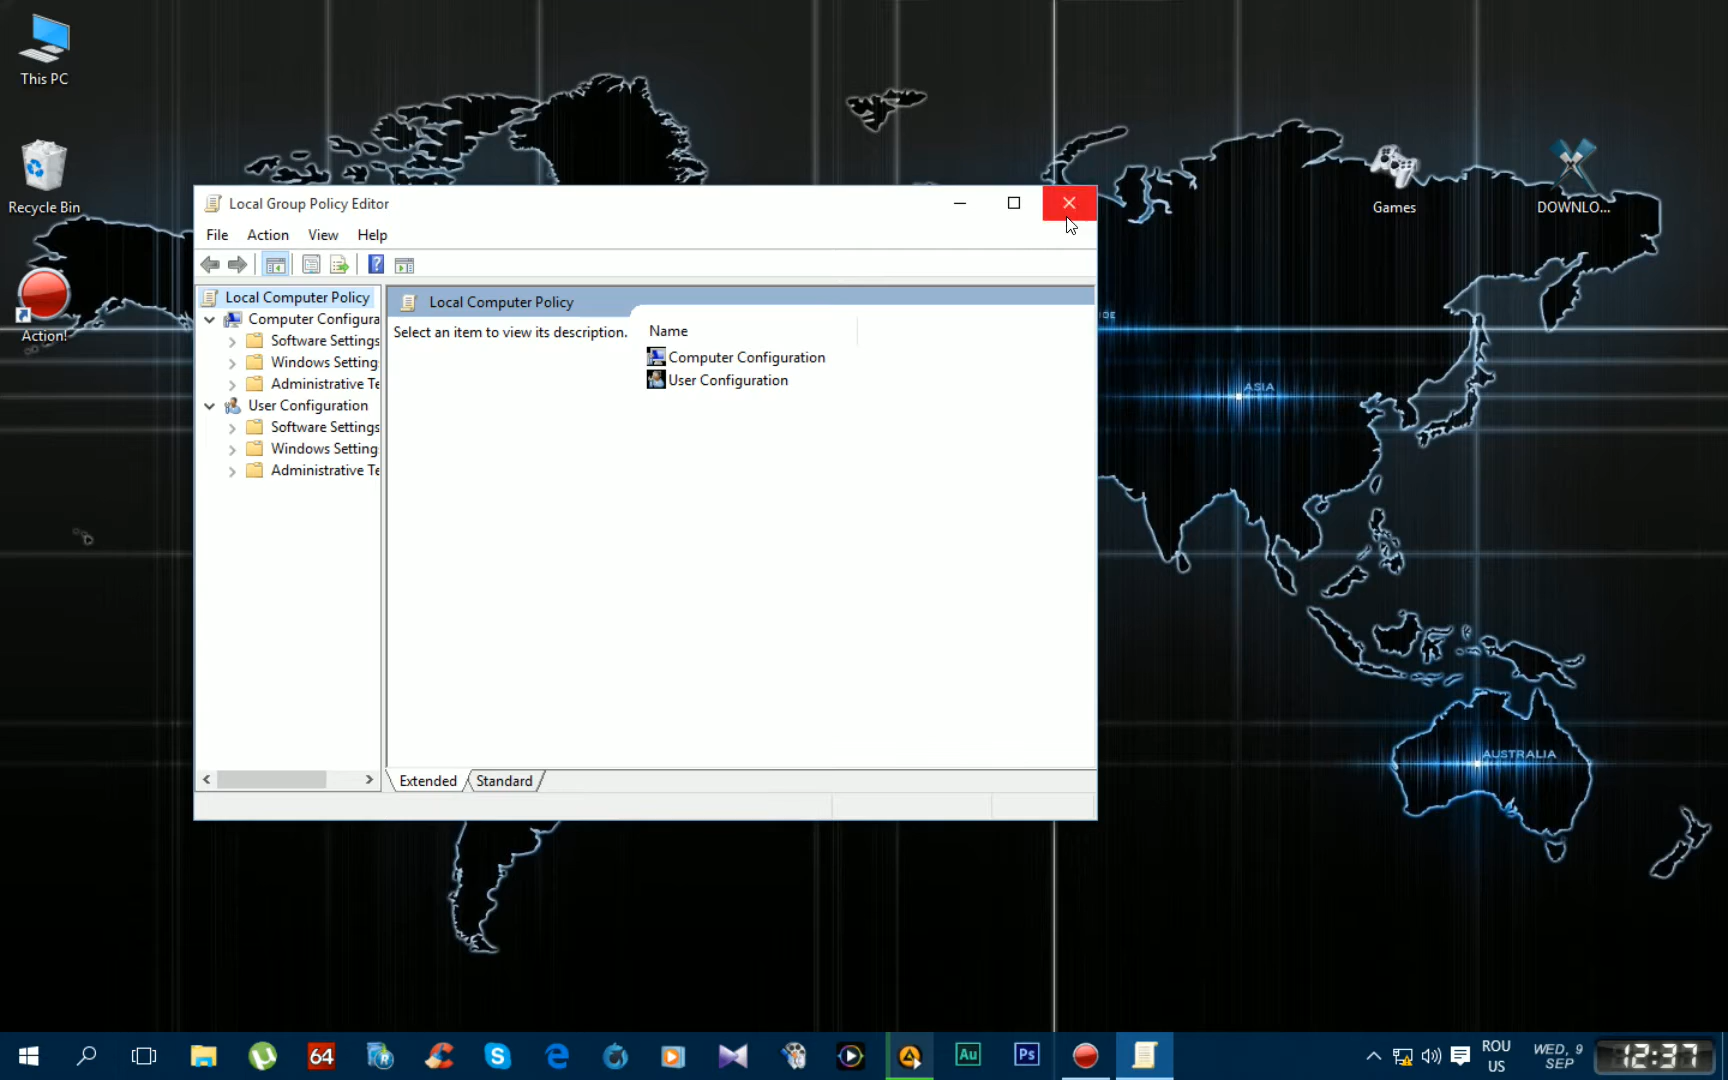 This PC
Recycle Bin
Action!
Games
DOWNLO...
Local Group Policy Editor
File Action View Help
Local Computer Policy
Computer Configura
Software Settings
Windows Setting
Administrative Te
User Configuration
Software Settings
Windows Setting
Administrative Te
Local Computer Policy
Select an item to view its description.
Name
Computer Configuration
User Configuration
Extended
Standard
ASIA
AUSTRALIA
64
Au
Ps
ROU
US
WED, 9
SEP
12:37